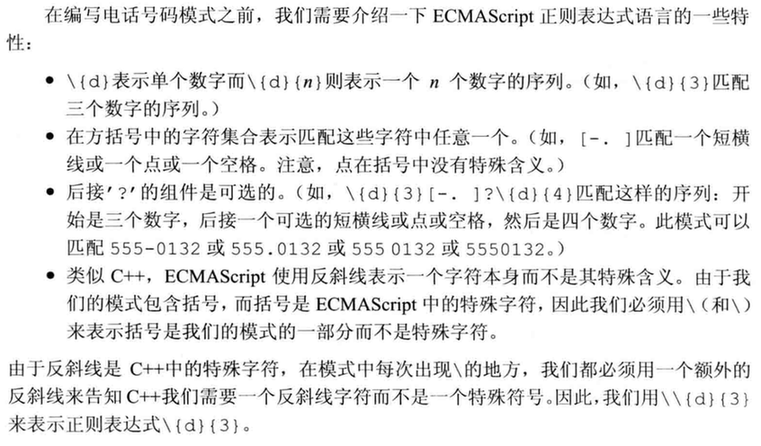 在编写电话号码模式之前，我们需要介绍一下 ECMAScript 正则表达式语言的一些特
性：
● \{d}表示单个数字而\{d}{n}则表示一个 n 个数字的序列。（如，\{d}{3}匹配
三个数字的序列。）
● 在方括号中的字符集合表示匹配这些字符中任意一个。（如，[-. ]匹配一个短横
线或一个点或一个空格。注意，点在括号中没有特殊含义。）
● 后接'?'的组件是可选的。（如，\{d}{3}[-. ]?\{d}{4}匹配这样的序列：开
始是三个数字，后接一个可选的短横线或点或空格，然后是四个数字。此模式可以
匹配 555-0132 或 555.0132 或 555 0132 或 5550132。）
● 类似 C++，ECMAScript 使用反斜线表示一个字符本身而不是其特殊含义。由于我
们的模式包含括号，而括号是 ECMAScript 中的特殊字符，因此我们必须用\（和\）
来表示括号是我们的模式的一部分而不是特殊字符。
由于反斜线是 C++中的特殊字符，在模式中每次出现\的地方，我们都必须用一个额外的
反斜线来告知 C++我们需要一个反斜线字符而不是一个特殊符号。因此，我们用\\{d}{3}
来表示正则表达式\{d}{3}。